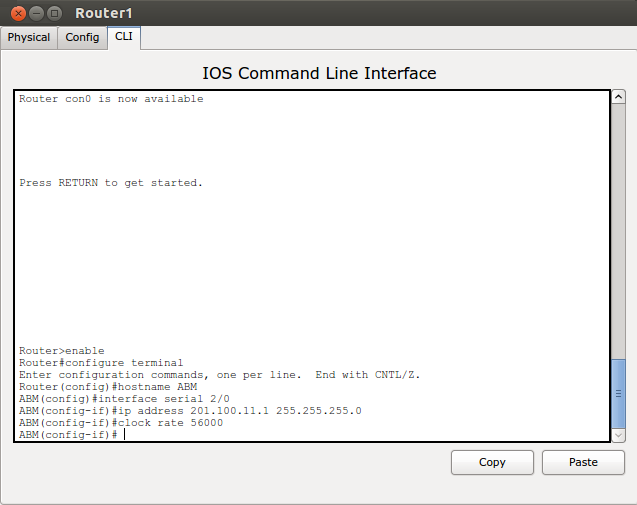 Router1
Physical Config CLI
IOS Command Line Interface
Router con0 is now available
Press RETURN to get started.
Router>enable
Router#configure terminal
Enter configuration commands, one per line.  End with CNTL/Z.
Router(config)#hostname ABM
ABM(config)#interface serial 2/0
ABM(config-if)#ip address 201.100.11.1 255.255.255.0
ABM(config-if)#clock rate 56000
ABM(config-if)#
Copy Paste